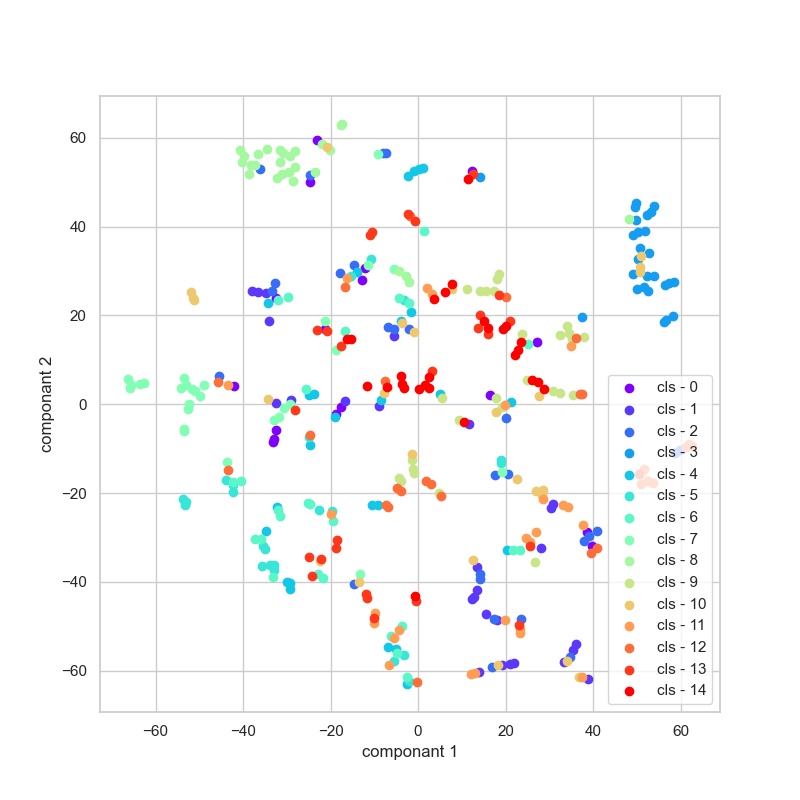 60
40
20
0
−20
−40
−60
componant 2
−60
−40
−20
0
20
40
60
componant 1
cls - 0
cls - 1
cls - 2
cls - 3
cls - 4
cls - 5
cls - 6
cls - 7
cls - 8
cls - 9
cls - 10
cls - 11
cls - 12
cls - 13
cls - 14